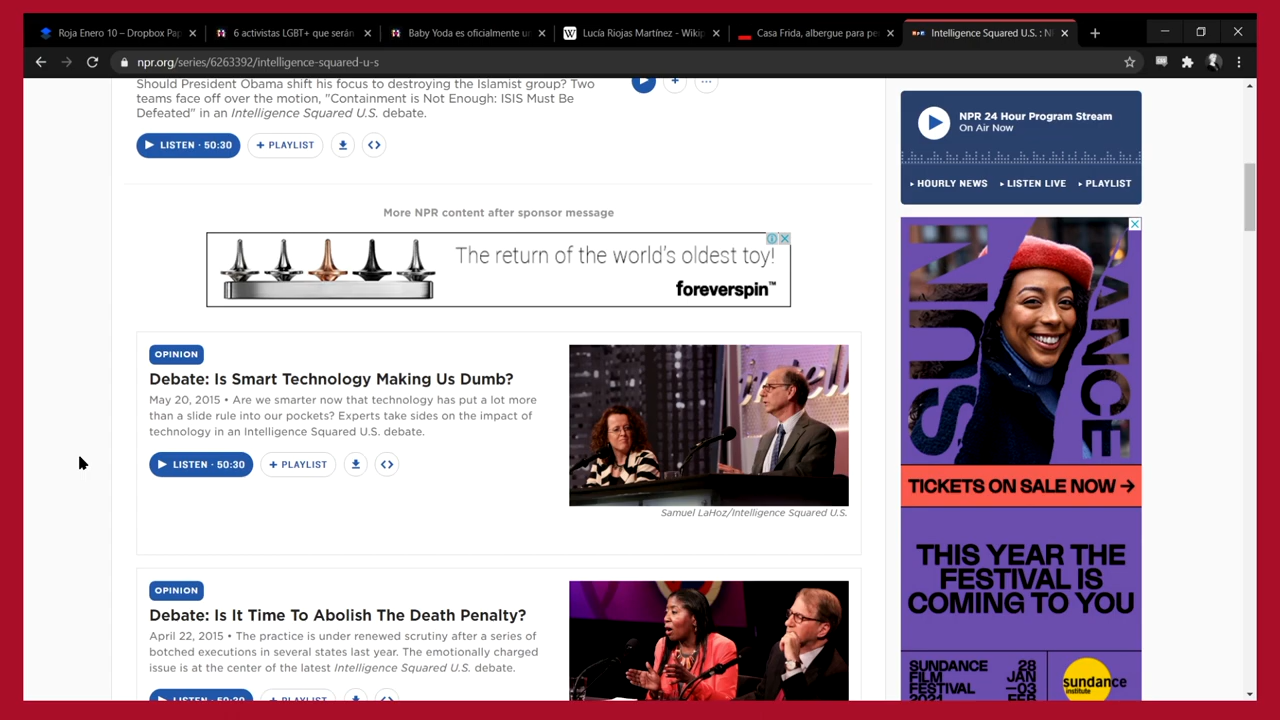 Roja Enero 10 – Dropbox Pap
6 activistas LGBT+ que serán
Baby Yoda es oficialmente un
Lucía Riojas Martínez - Wikip
Casa Frida, albergue para pe
Intelligence Squared U.S. : N
npr.org/series/6263392/intelligence-squared-u-s
Should President Obama shift his focus to destroying the Islamist group? Two
teams face off over the motion, "Containment is Not Enough: ISIS Must Be
Defeated" in an Intelligence Squared U.S. debate.
LISTEN · 50:30
+ PLAYLIST
More NPR content after sponsor message
The return of the world's oldest toy!
foreverspin™
OPINION
Debate: Is Smart Technology Making Us Dumb?
May 20, 2015 • Are we smarter now that technology has put a lot more
than a slide rule into our pockets? Experts take sides on the impact of
technology in an Intelligence Squared U.S. debate.
LISTEN · 50:30
+ PLAYLIST
Samuel LaHoz/Intelligence Squared U.S.
OPINION
Debate: Is It Time To Abolish The Death Penalty?
April 22, 2015 • The practice is under renewed scrutiny after a series of
botched executions in several states last year. The emotionally charged
issue is at the center of the latest Intelligence Squared U.S. debate.
LISTEN · 50:30
+ PLAYLIST
NPR 24 Hour Program Stream
On Air Now
HOURLY NEWS
LISTEN LIVE
PLAYLIST
SUNDANCE
TICKETS ON SALE NOW →
THIS YEAR THE
FESTIVAL IS
COMING TO YOU
SUNDANCE
FILM
FESTIVAL
2021
28
JAN
—03
FEB
sundance
institute